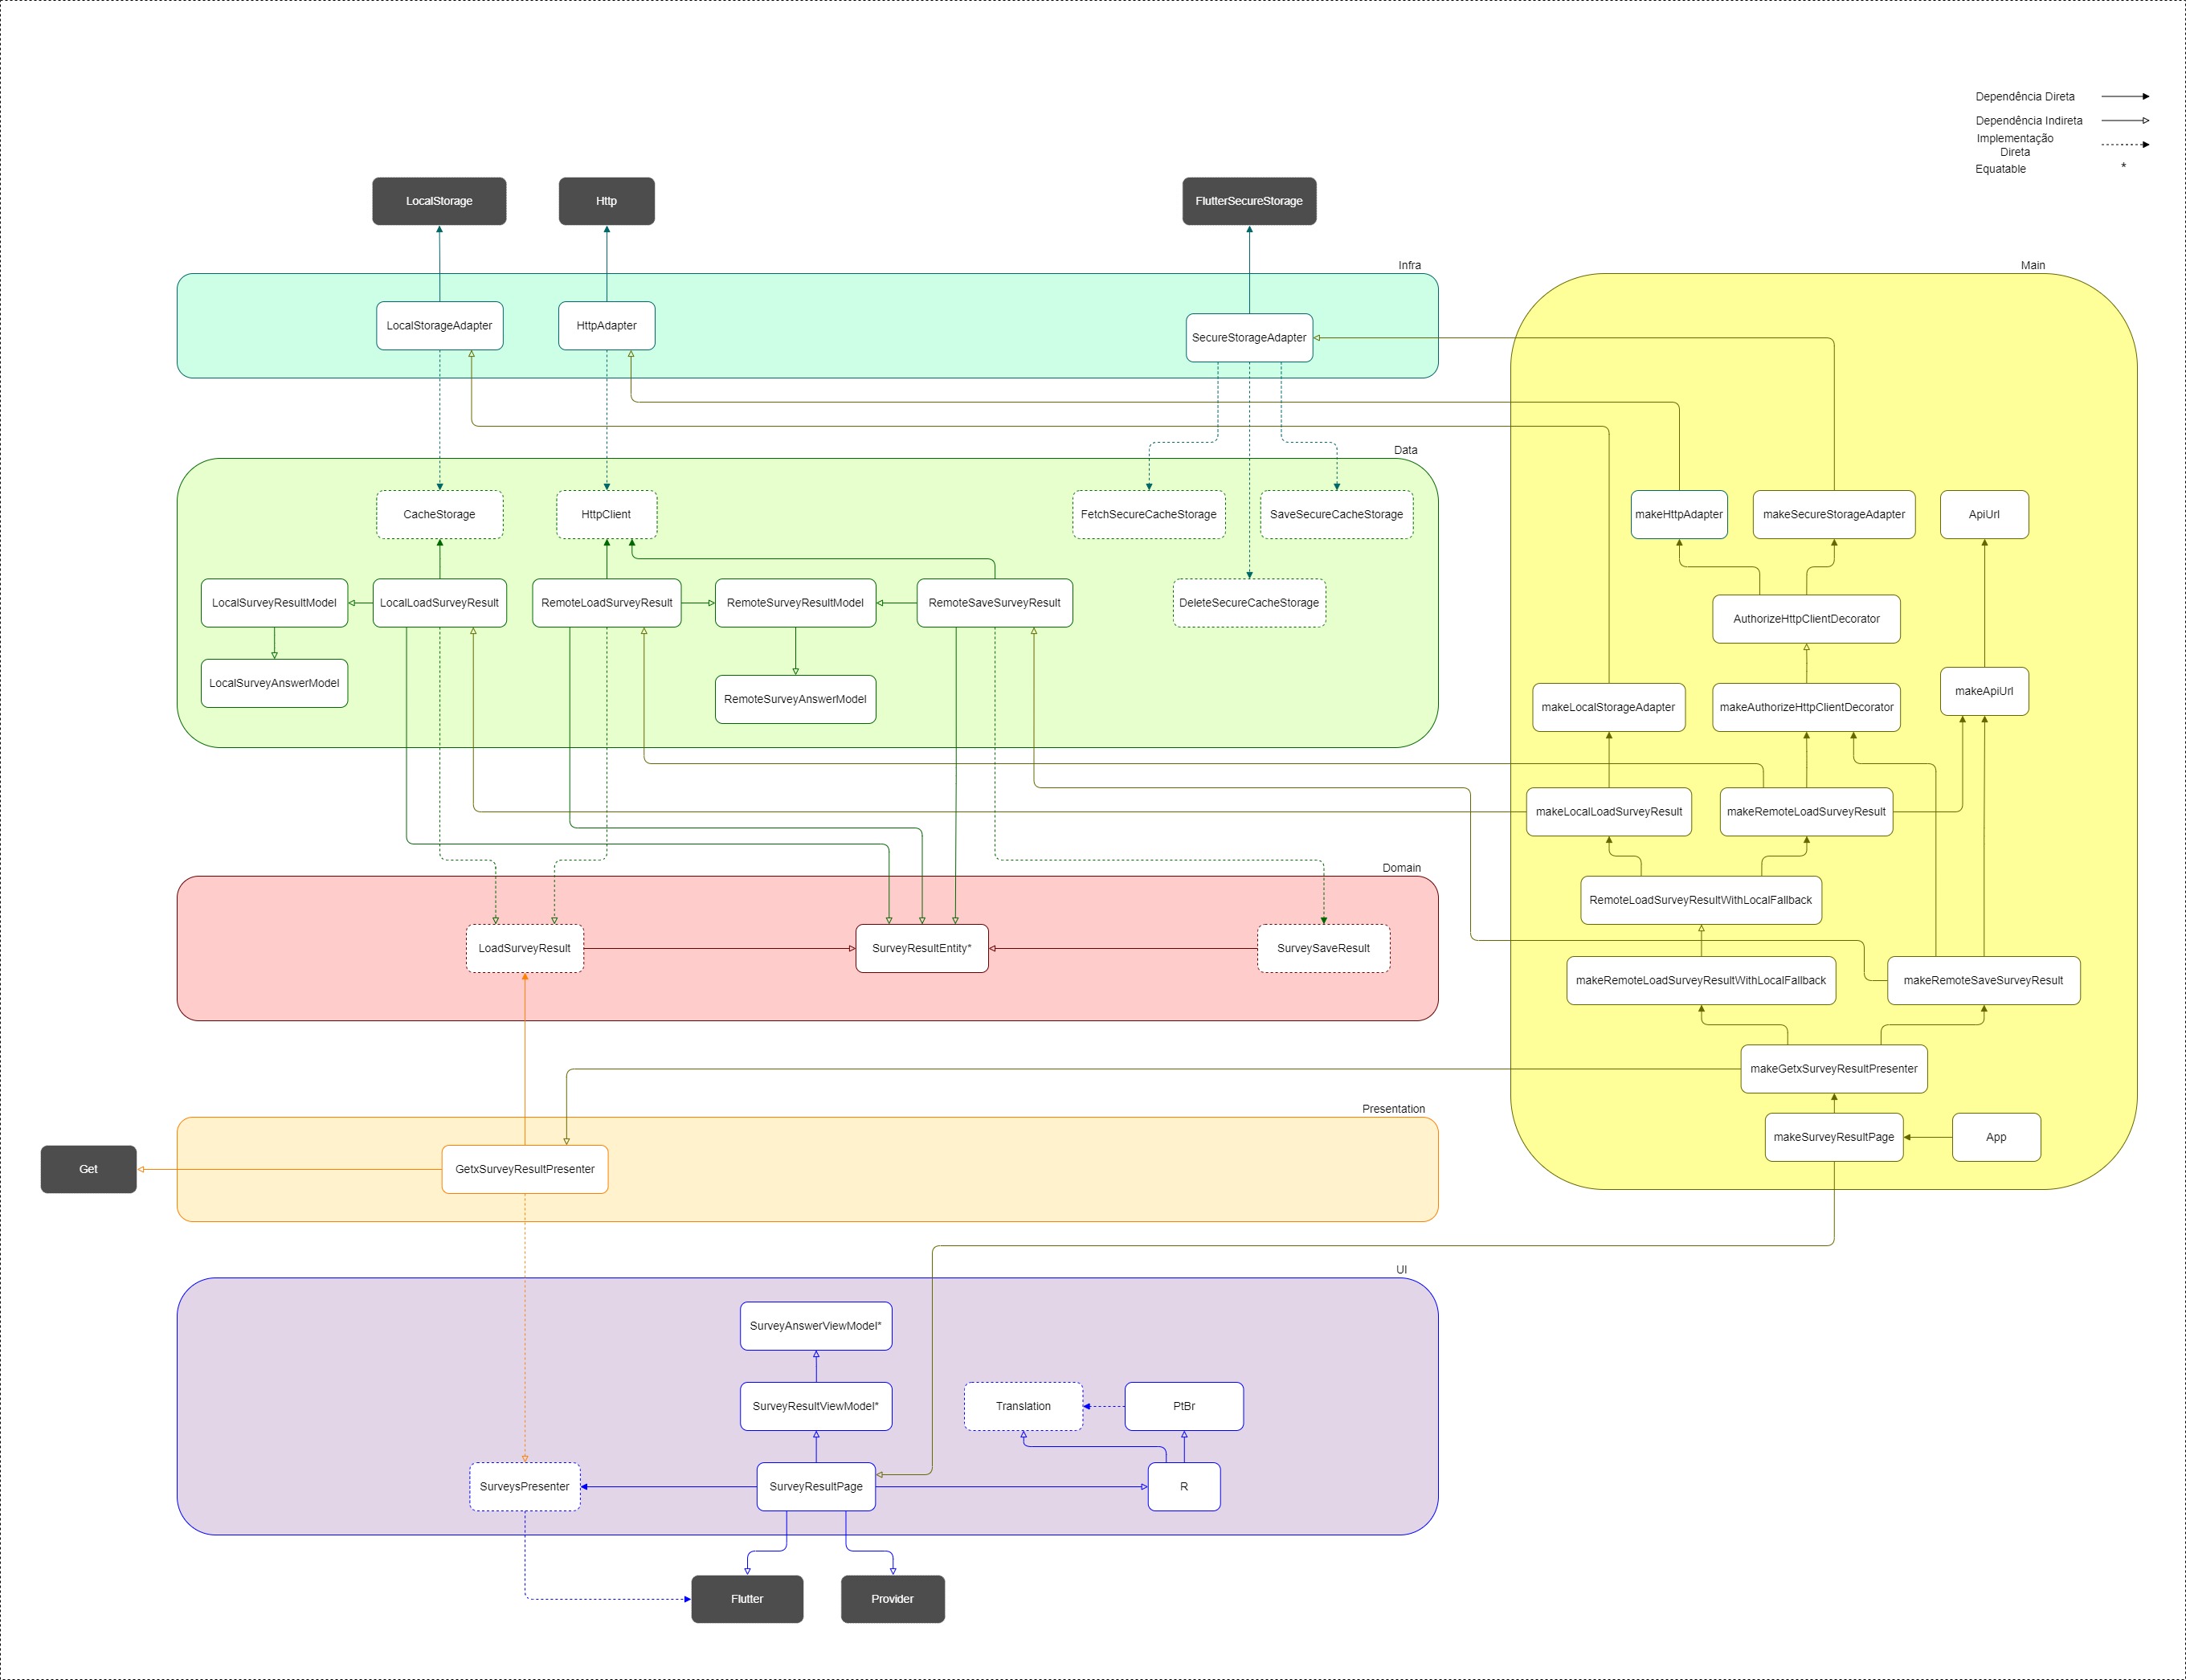 Dependência Direta
Dependência Indireta
Implementação
Direta
Equatable
*
LocalStorage
Http
FlutterSecureStorage
Infra
Main
LocalStorageAdapter
HttpAdapter
SecureStorageAdapter
Data
CacheStorage
HttpClient
FetchSecureCacheStorage
SaveSecureCacheStorage
makeHttpAdapter
makeSecureStorageAdapter
ApiUrl
LocalSurveyResultModel
LocalLoadSurveyResult
RemoteLoadSurveyResult
RemoteSurveyResultModel
RemoteSaveSurveyResult
DeleteSecureCacheStorage
AuthorizeHttpClientDecorator
LocalSurveyAnswerModel
RemoteSurveyAnswerModel
makeLocalStorageAdapter
makeAuthorizeHttpClientDecorator
makeApiUrl
makeLocalLoadSurveyResult
makeRemoteLoadSurveyResult
Domain
RemoteLoadSurveyResultWithLocalFallback
LoadSurveyResult
SurveyResultEntity*
SurveySaveResult
makeRemoteLoadSurveyResultWithLocalFallback
makeRemoteSaveSurveyResult
makeGetxSurveyResultPresenter
Presentation
makeSurveyResultPage
App
Get
GetxSurveyResultPresenter
UI
SurveyAnswerViewModel*
SurveyResultViewModel*
Translation
PtBr
SurveysPresenter
SurveyResultPage
R
Flutter
Provider